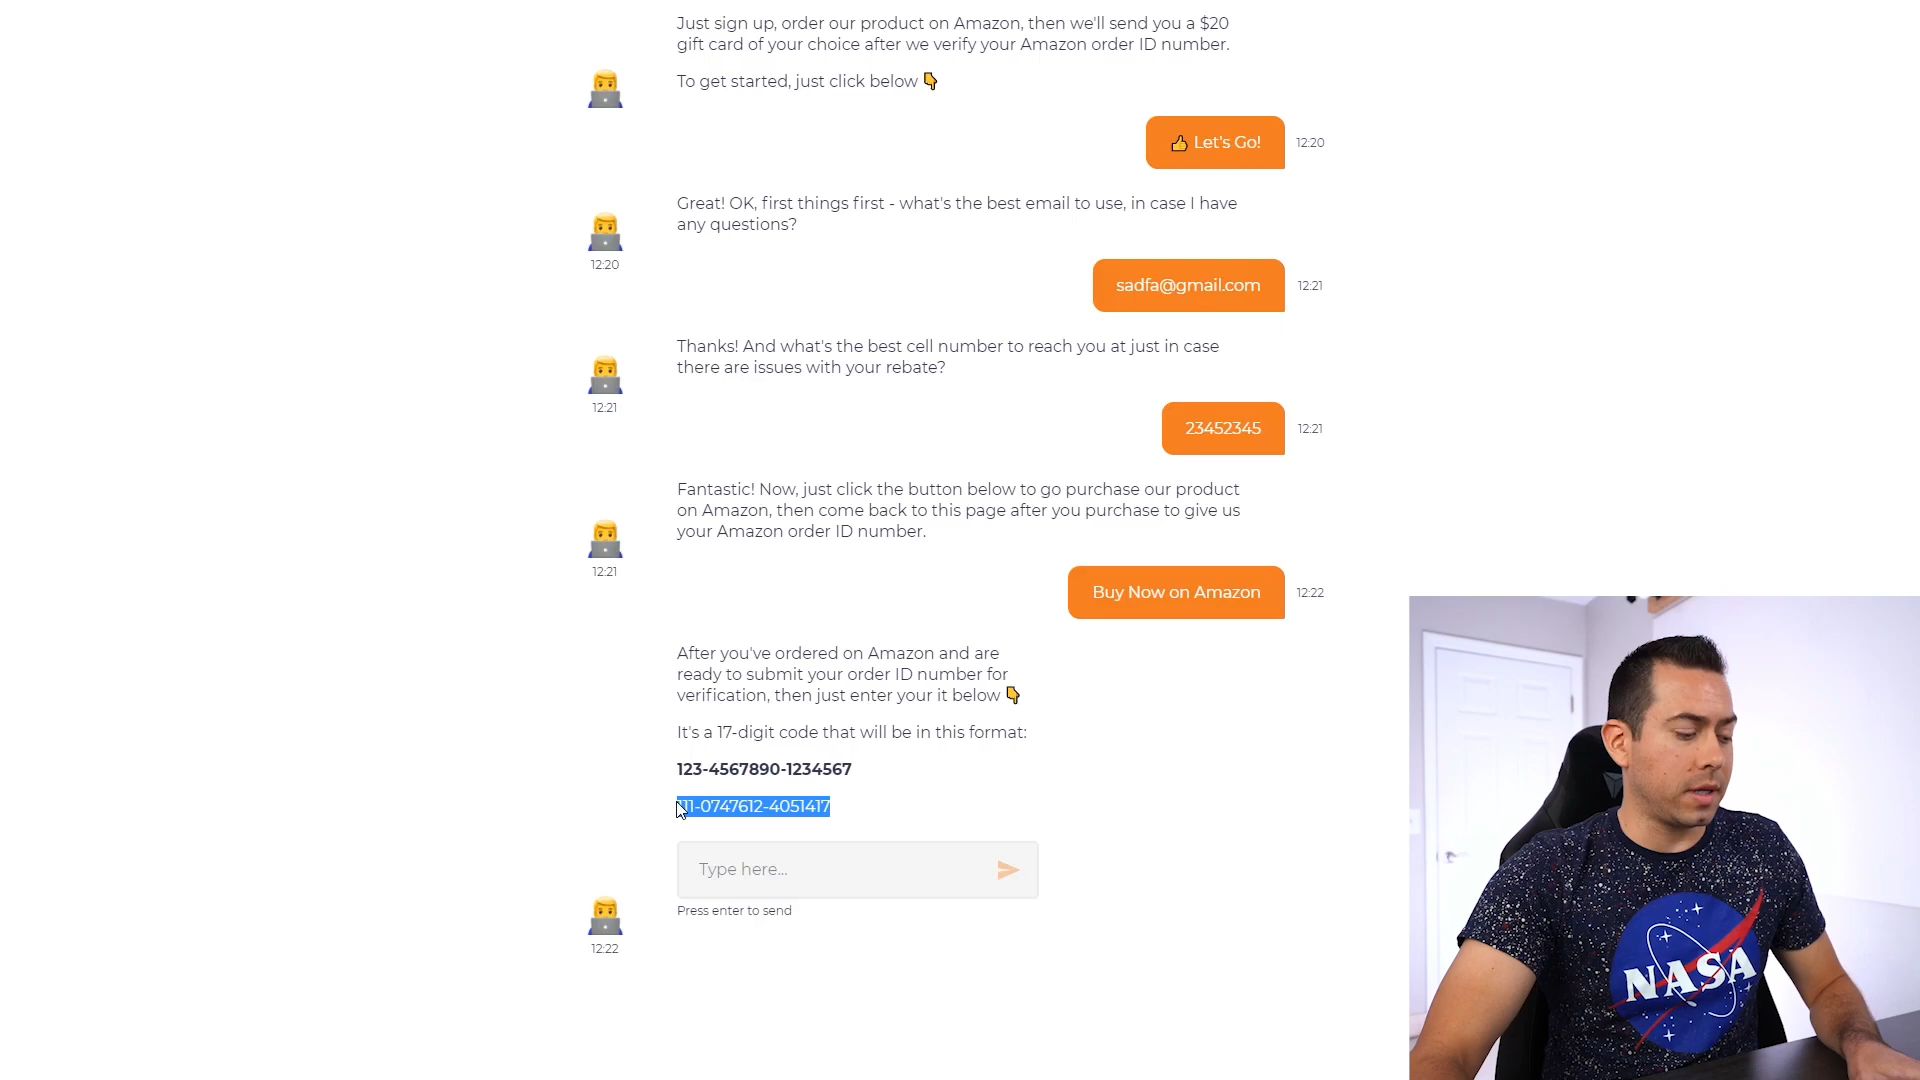 Just sign up, order our product on Amazon, then we'll send you a $20
gift card of your choice after we verify your Amazon order ID number.
To get started, just click below 👇
👍 Let's Go!
12:20
Great! OK, first things first - what's the best email to use, in case I have
any questions?
12:20
sadfa@gmail.com
12:21
Thanks! And what's the best cell number to reach you at just in case
there are issues with your rebate?
12:21
23452345
12:21
Fantastic! Now, just click the button below to go purchase our product
on Amazon, then come back to this page after you purchase to give us
your Amazon order ID number.
12:21
Buy Now on Amazon
12:22
After you've ordered on Amazon and are
ready to submit your order ID number for
verification, then just enter your it below 👇
It's a 17-digit code that will be in this format:
123-4567890-1234567
111-0747612-4051417
Type here...
Press enter to send
12:22
NASA